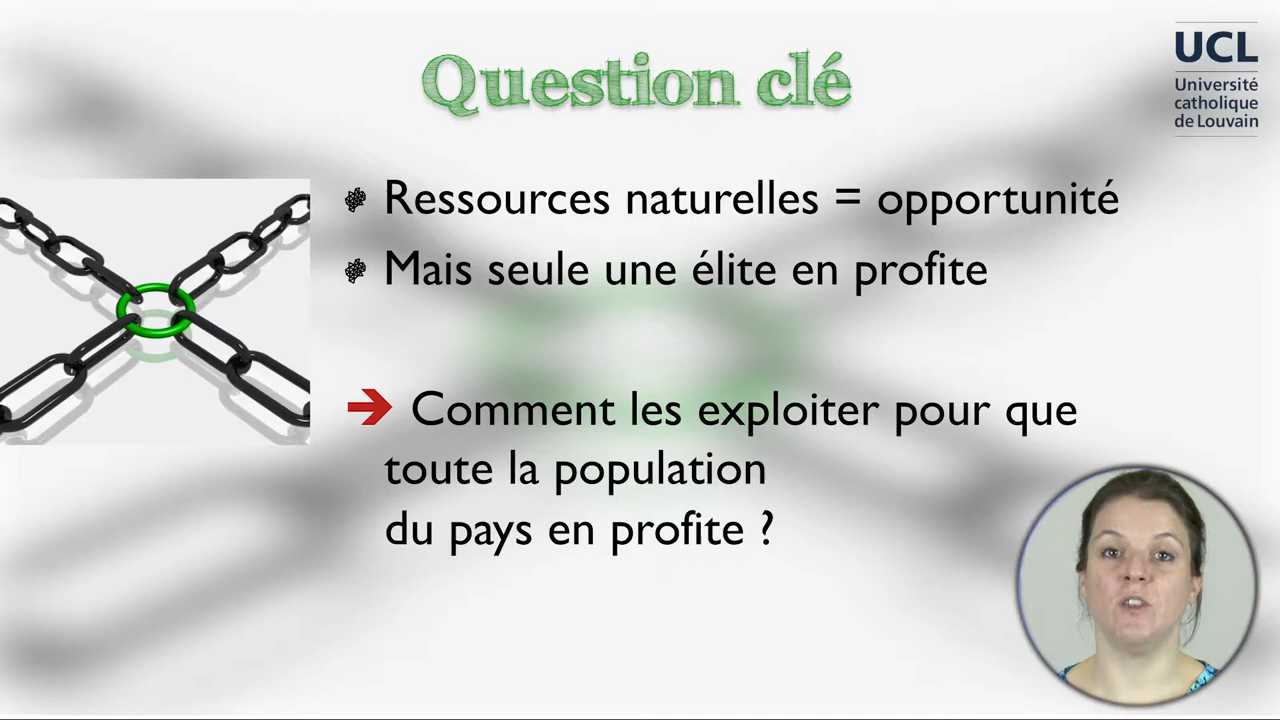 Question clé
UCL
Université
catholique
de Louvain
Ressources naturelles = opportunité
Mais seule une élite en profite
Comment les exploiter pour que
toute la population
du pays en profite ?